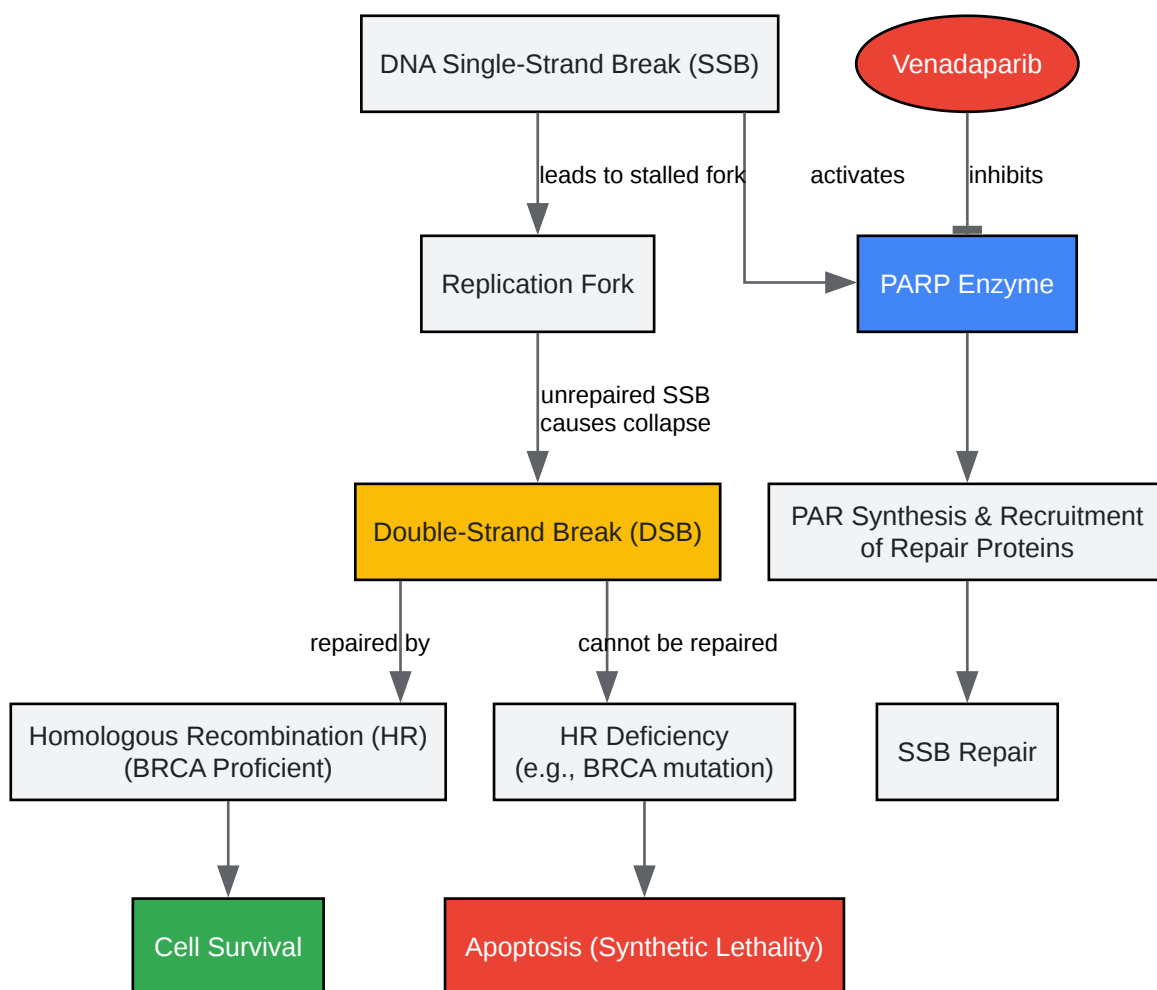 DNA Single-Strand Break (SSB)
Venadaparib
leads to stalled fork
activates
inhibits
Replication Fork
PARP Enzyme
unrepaired SSB
causes collapse
Double-Strand Break (DSB)
PAR Synthesis & Recruitment
of Repair Proteins
repaired by
cannot be repaired
Homologous Recombination (HR)
(BRCA Proficient)
HR Deficiency
(e.g., BRCA mutation)
SSB Repair
Cell Survival
Apoptosis (Synthetic Lethality)